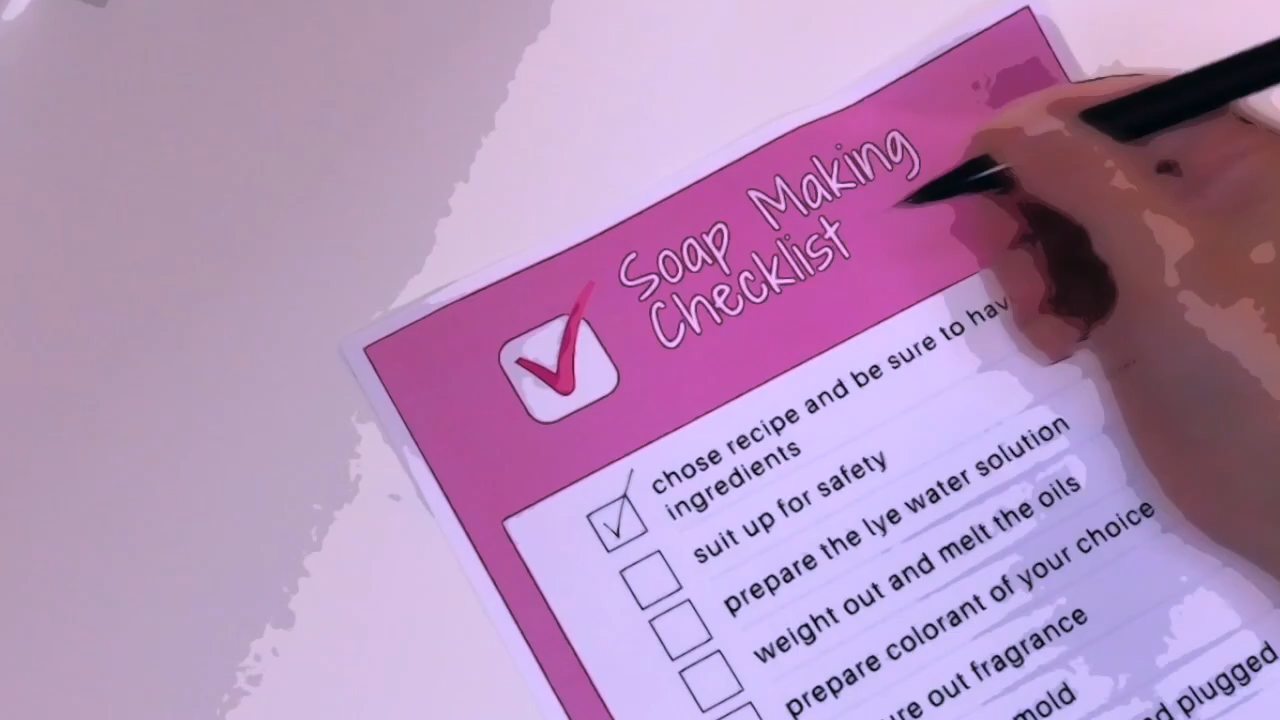 Soap Making
Checklist
chose recipe and be sure to
ingredients
suit up for safety
prepare the lye water solution
weight out and melt the oils
prepare colorant of your choice
out fragrance
mold
plugged